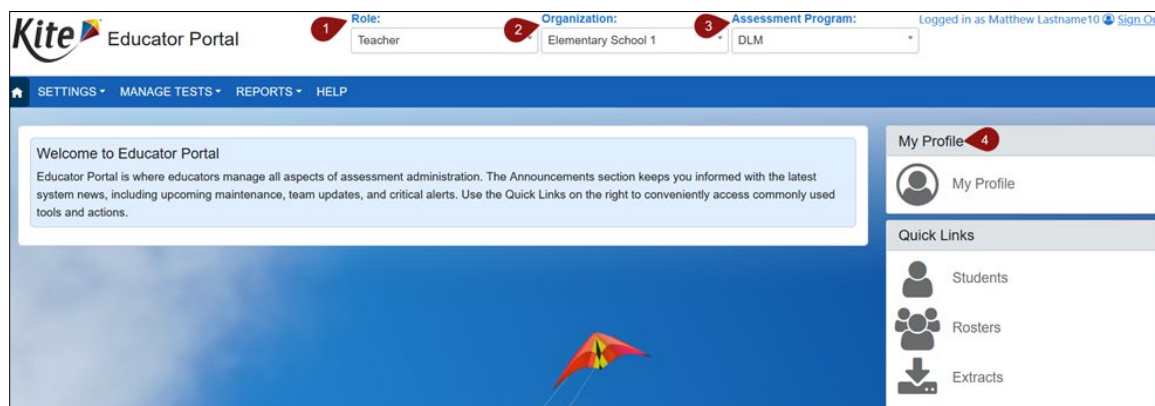 Kite Educator Portal
1 Role:
Teacher
2 Organization:
Elementary School 1
3 Assessment Program:
DLM
Logged in as Matthew Lastname10 Sign Ou
SETTINGS MANAGE TESTS REPORTS HELP
Welcome to Educator Portal
Educator Portal is where educators manage all aspects of assessment administration. The Announcements section keeps you informed with the latest
system news, including upcoming maintenance, team updates, and critical alerts. Use the Quick Links on the right to conveniently access commonly used
tools and actions.
My Profile 4
My Profile
Quick Links
Students
Rosters
Extracts